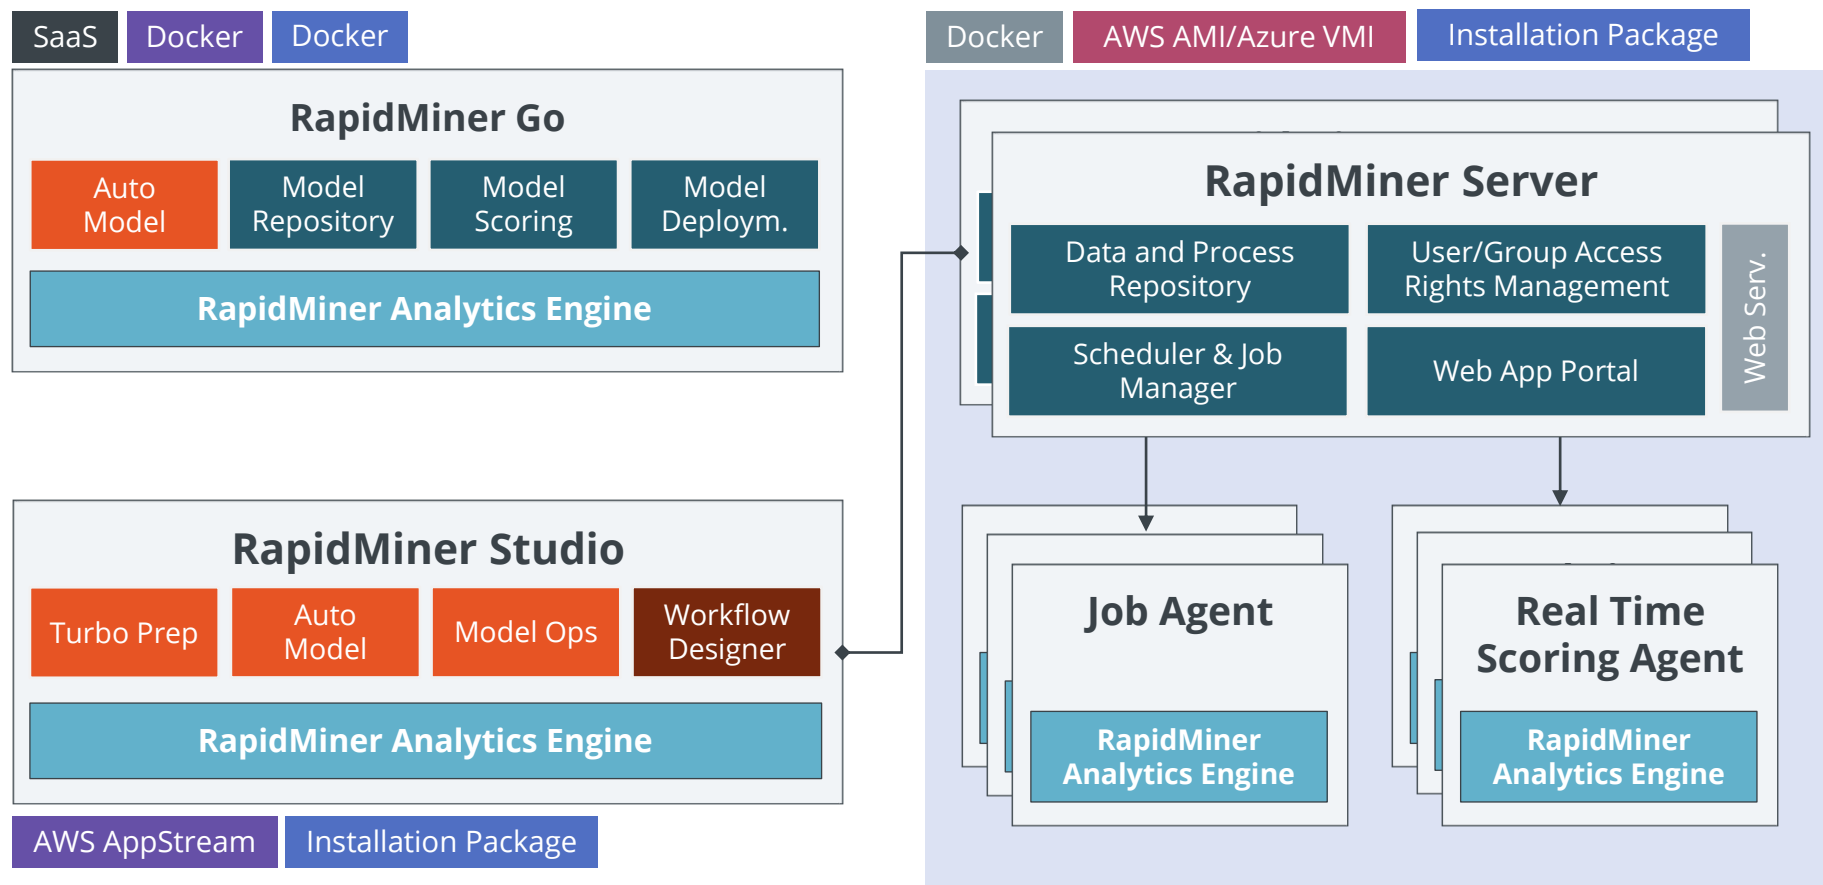 SaaS
Docker
Docker
RapidMiner Go
Auto
Model
Model
Repository
Model
Scoring
Model
Deploym.
RapidMiner Analytics Engine
RapidMiner Studio
Turbo Prep
Auto
Model
Model Ops
Workflow
Designer
RapidMiner Analytics Engine
AWS AppStream
Installation Package
Docker
AWS AMI/Azure VMI
Installation Package
RapidMiner Server
Data and Process
Repository
User/Group Access
Rights Management
Scheduler & Job
Manager
Web App Portal
Web Serv.
Job Agent
RapidMiner
Analytics Engine
Real Time
Scoring Agent
RapidMiner
Analytics Engine